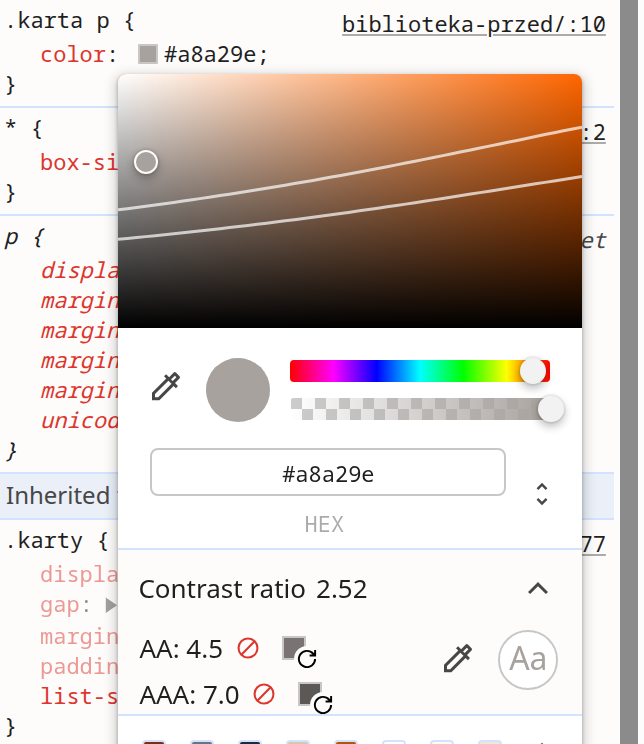 .karta p {
biblioteka-przed/:10
color: #a8a29e;
}
* {
:2
box-si
}
p {
et
displa
margin
margin
margin
margin
unicod
}
#a8a29e
HEX
Inherited
.karty {
77
displa
gap:
margin
paddin
list-s
}
Contrast ratio 2.52
AA: 4.5
AAA: 7.0
Aa